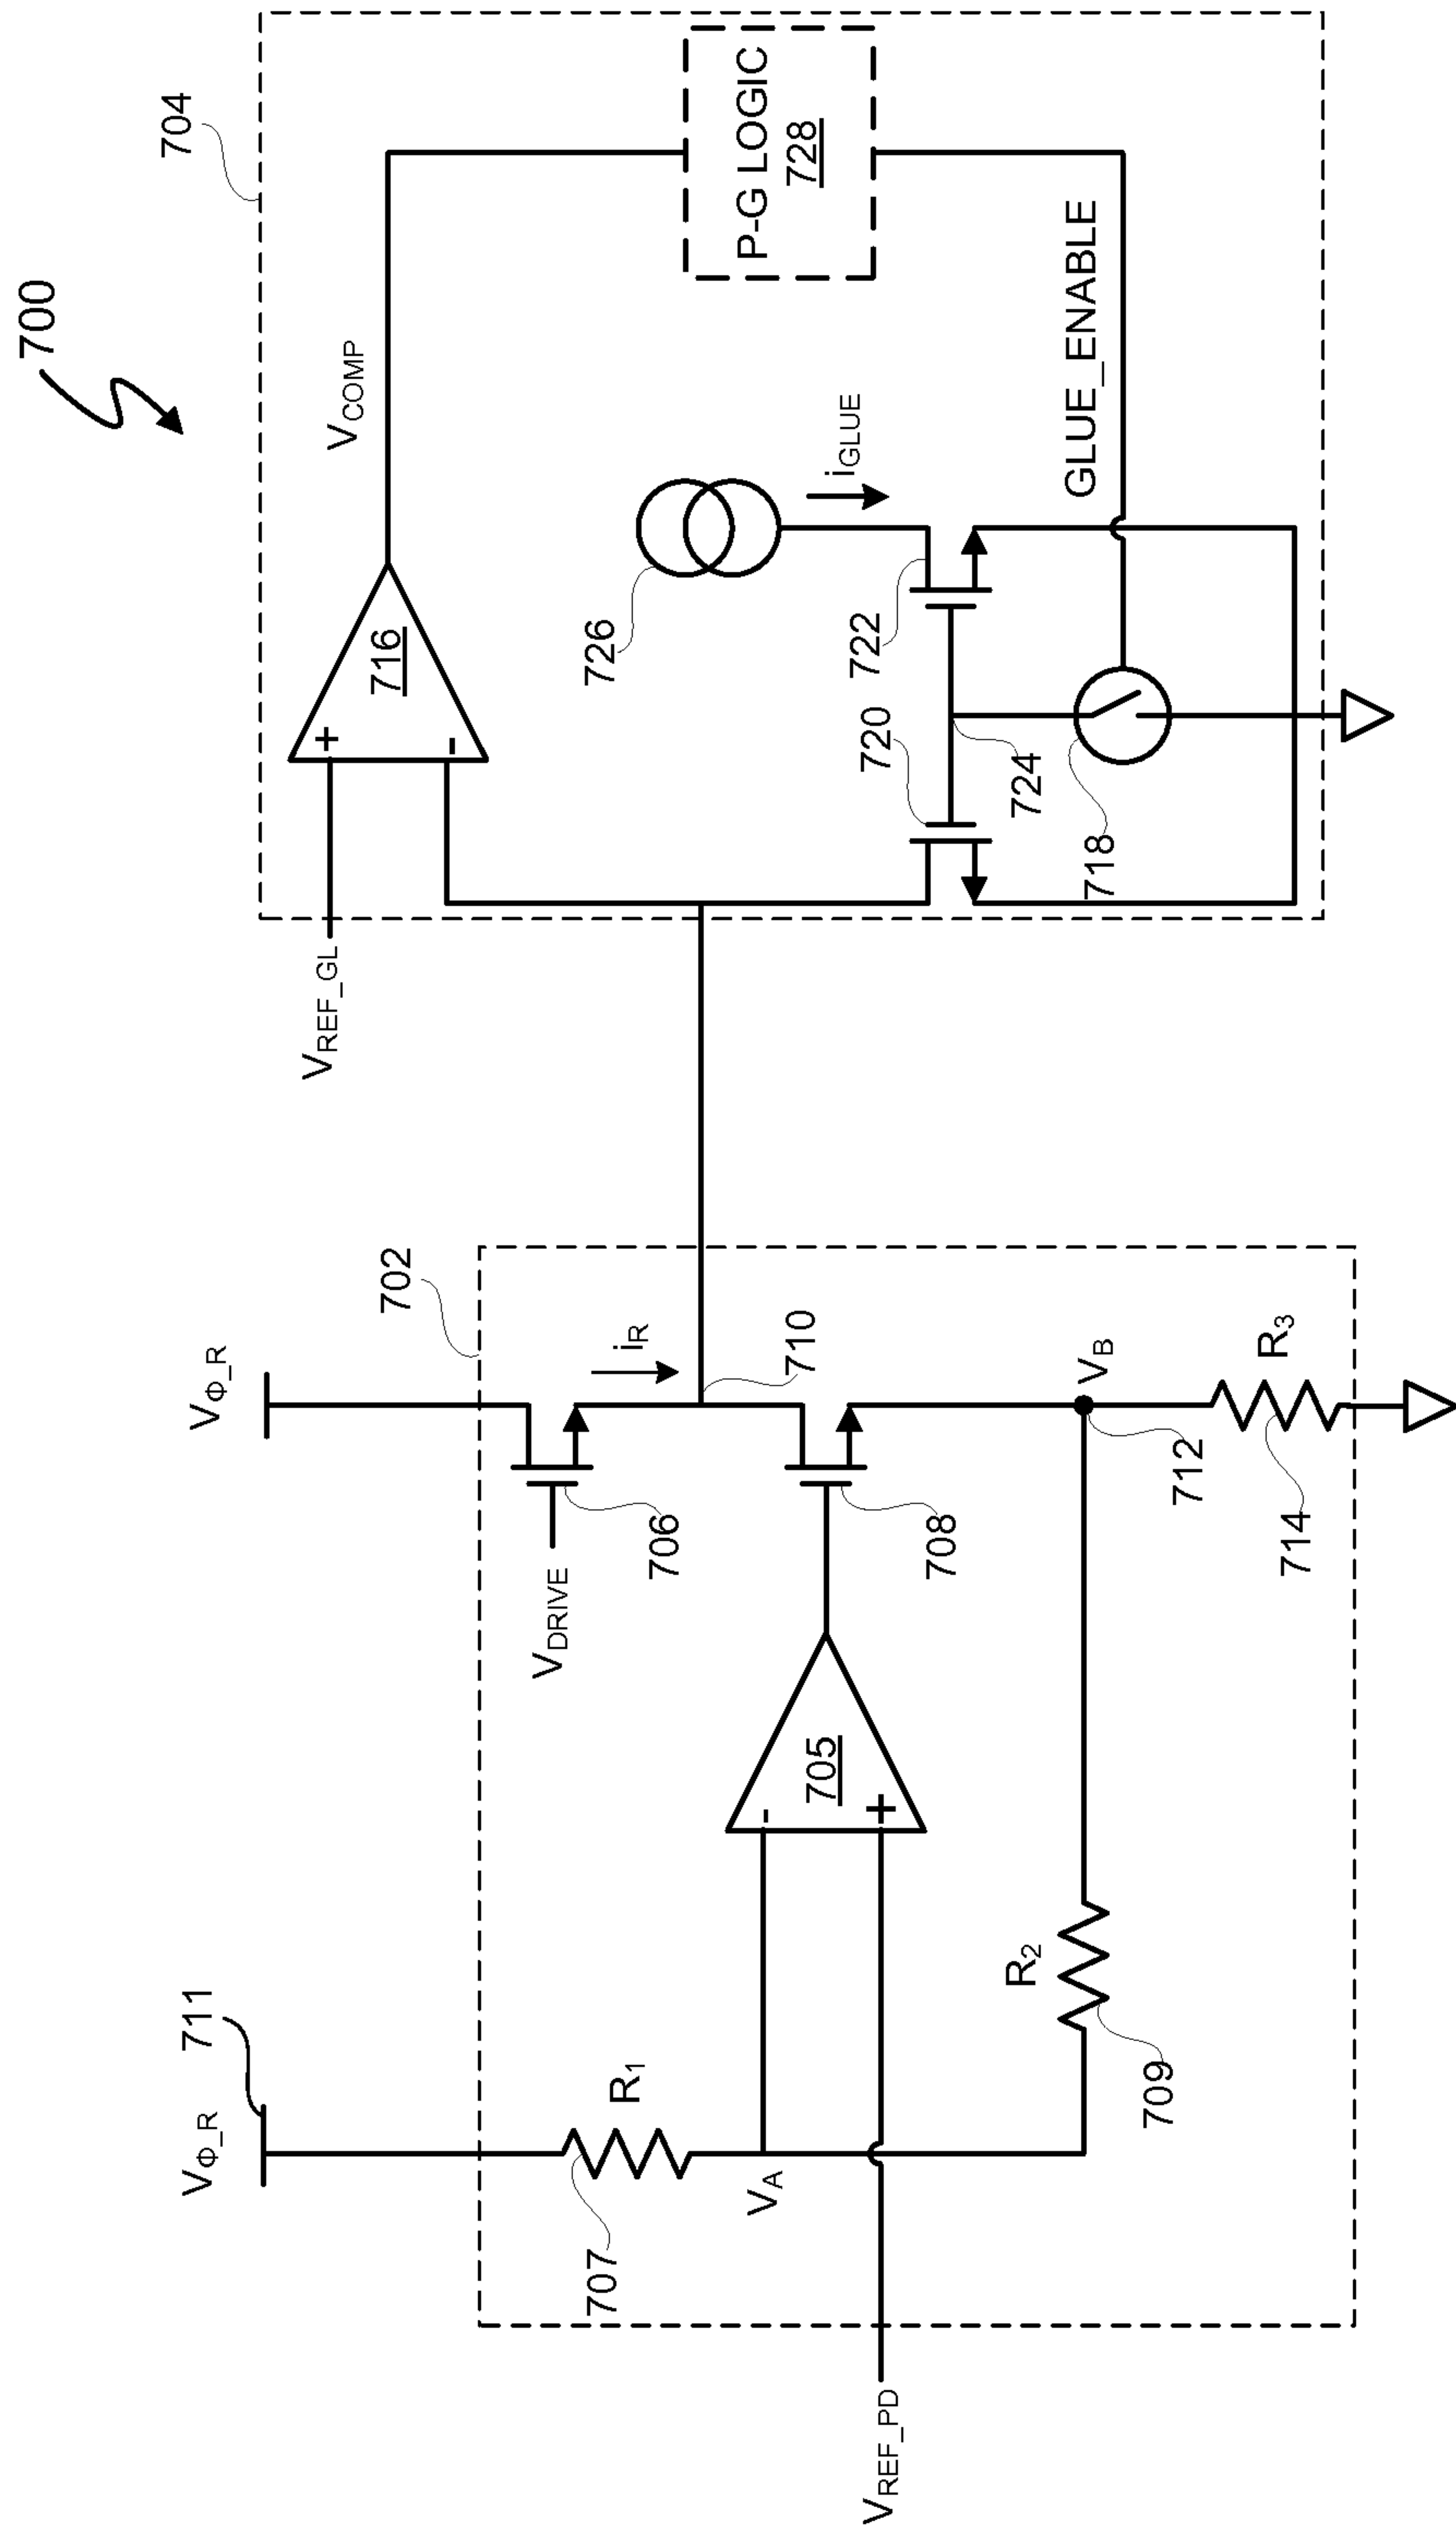 700
704
702
711
VΦ_R
VΦ_R
VREF_GL
716
+
-
VCOMP
P-G LOGIC
728
726
iGLUE
GLUE_ENABLE
720
722
724
718
VDRIVE
706
iR
710
708
705
-
+
R1
707
VA
VREF_PD
R2
709
VB
712
R3
714